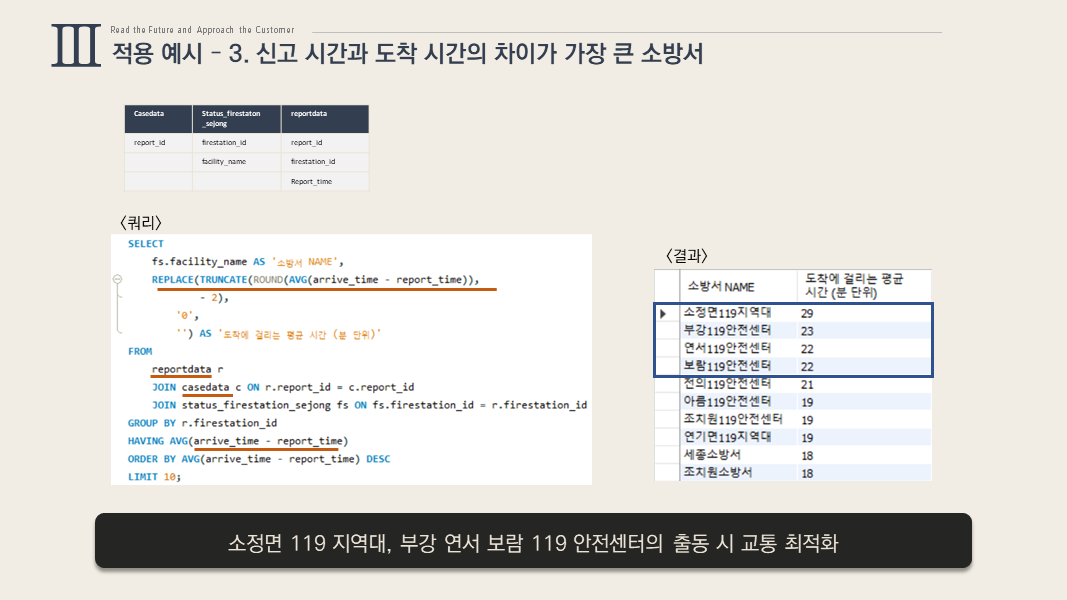 III
Read the Future and Approach the Customer
적용 예시 – 3. 신고 시간과 도착 시간의 차이가 가장 큰 소방서
Casedata Status_firestaton_sejong reportdata
report_id firestation_id report_id
facility_name firestation_id
Report_time
〈쿼리〉
SELECT
fs.facility_name AS '소방서 NAME',
REPLACE(TRUNCATE(ROUND(AVG(arrive_time - report_time)),
- 2),
'0',
'') AS '도착에 걸리는 평균 시간 (분 단위)'
FROM
reportdata r
JOIN casedata c ON r.report_id = c.report_id
JOIN status_firestation_sejong fs ON fs.firestation_id = r.firestation_id
GROUP BY r.firestation_id
HAVING AVG(arrive_time - report_time)
ORDER BY AVG(arrive_time - report_time) DESC
LIMIT 10;
〈결과〉
소방서 NAME 도착에 걸리는 평균
시간 (분 단위)
소정면119지역대 29
부강119안전센터 23
연서119안전센터 22
보람119안전센터 22
전의119안전센터 21
아름119안전센터 19
조치원119안전센터 19
연기면119지역대 19
세종소방서 18
조치원소방서 18
소정면 119 지역대, 부강 연서 보람 119 안전센터의 출동 시 교통 최적화